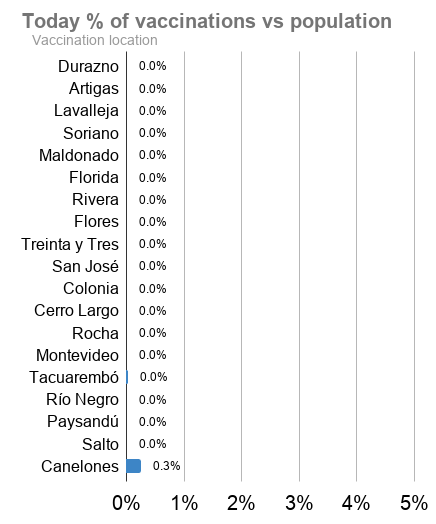 Today % of vaccinations vs population
Vaccination location
Durazno 0.0%
Artigas 0.0%
Lavalleja 0.0%
Soriano 0.0%
Maldonado 0.0%
Florida 0.0%
Rivera 0.0%
Flores 0.0%
Treinta y Tres 0.0%
San José 0.0%
Colonia 0.0%
Cerro Largo 0.0%
Rocha 0.0%
Montevideo 0.0%
Tacuarembó 0.0%
Río Negro 0.0%
Paysandú 0.0%
Salto 0.0%
Canelones 0.3%
0% 1% 2% 3% 4% 5%